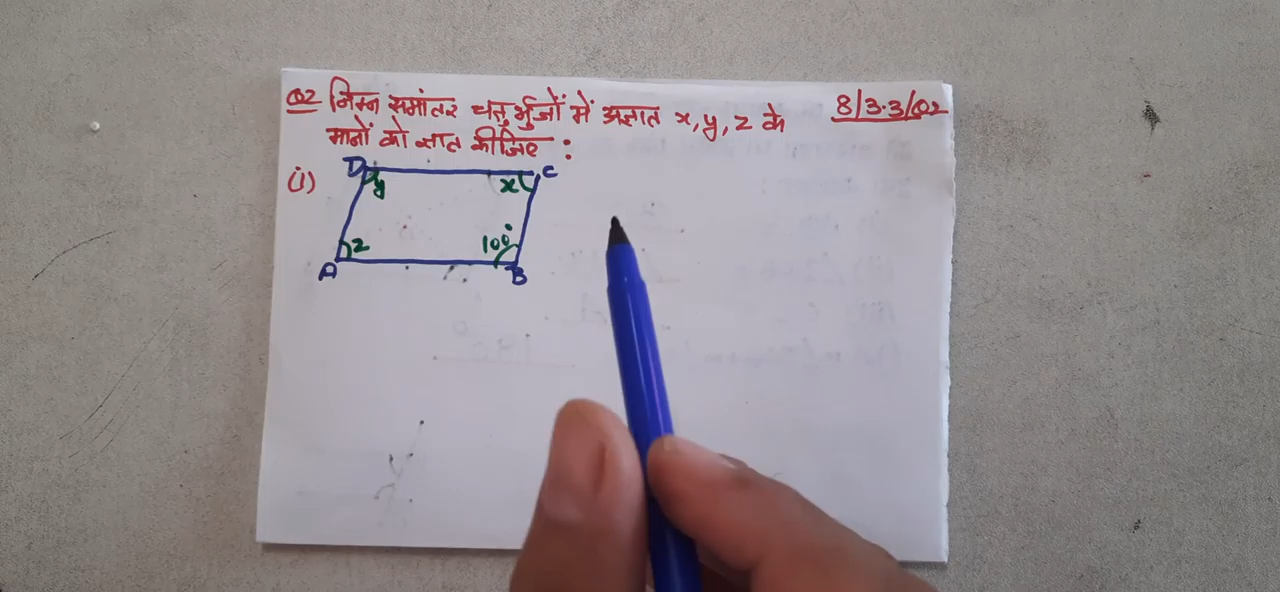 Q2 निम्न समांतर चतुर्भुजों में अज्ञात x, y, z के 8/3.3/Q2
मानों को ज्ञात कीजिए :
(i) D C
y x
z 100°
A B